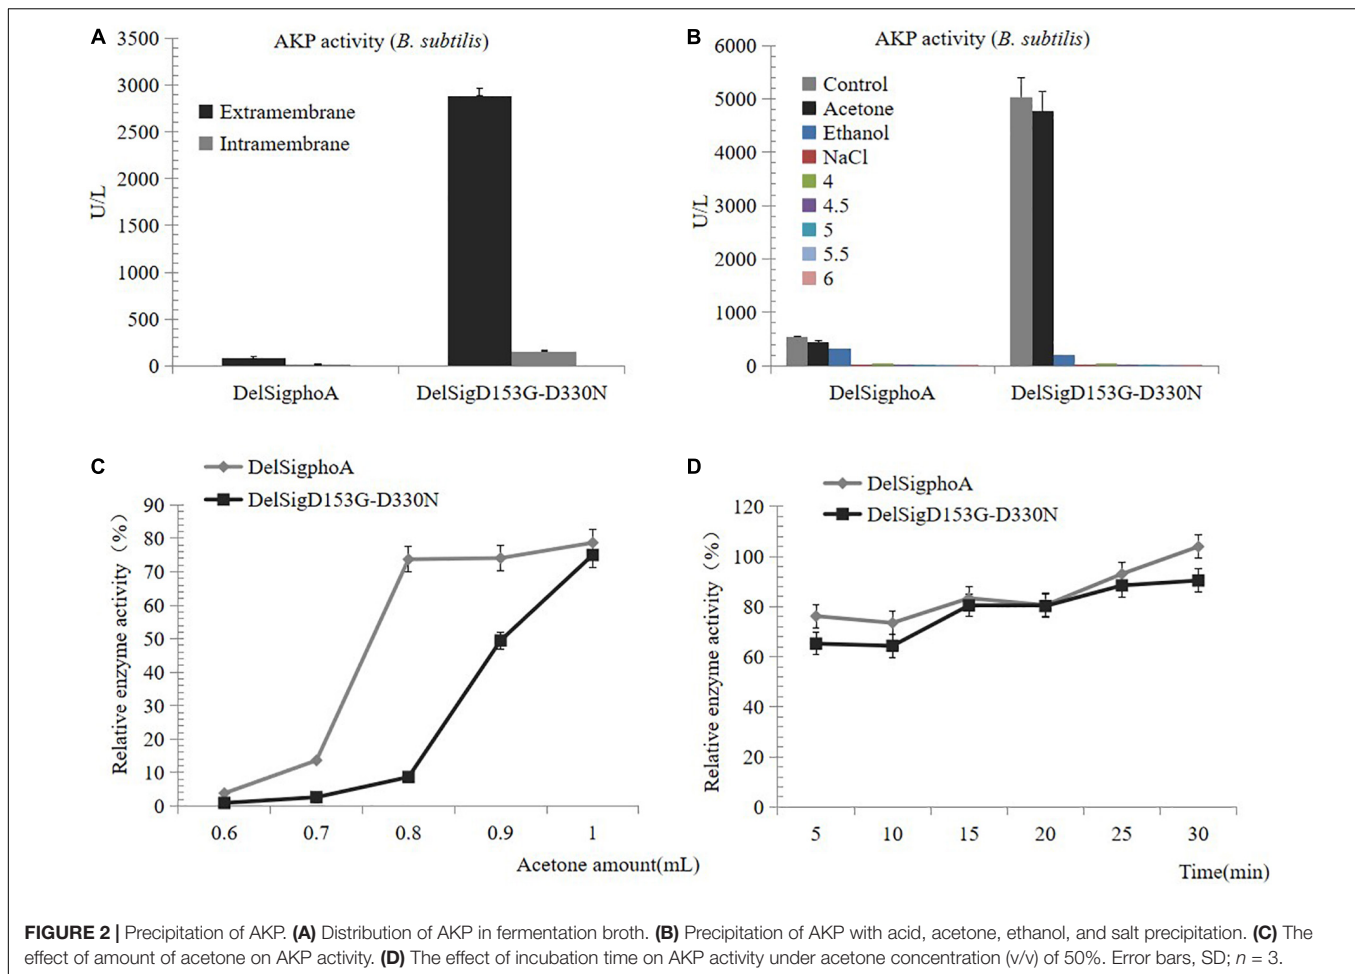 A
AKP activity (B. subtilis)
3500
3000
2500
2000
1500
1000
500
0
U/L
Extramembrane
Intramembrane
DelSigphoA
DelSigD153G-D330N
B
AKP activity (B. subtilis)
6000
5000
4000
3000
2000
1000
0
U/L
Control
Acetone
Ethanol
NaCl
4
4.5
5
5.5
6
DelSigphoA
DelSigD153G-D330N
C
DelSigphoA
DelSigD153G-D330N
90
80
70
60
50
40
30
20
10
0
Relative enzyme activity（%）
0.6 0.7 0.8 0.9 1
Acetone amount(mL)
D
DelSigphoA
DelSigD153G-D330N
120
100
80
60
40
20
0
Relative enzyme activity（%）
5 10 15 20 25 30
Time(min)
FIGURE 2 | Precipitation of AKP. (A) Distribution of AKP in fermentation broth. (B) Precipitation of AKP with acid, acetone, ethanol, and salt precipitation. (C) The
effect of amount of acetone on AKP activity. (D) The effect of incubation time on AKP activity under acetone concentration (v/v) of 50%. Error bars, SD; n = 3.